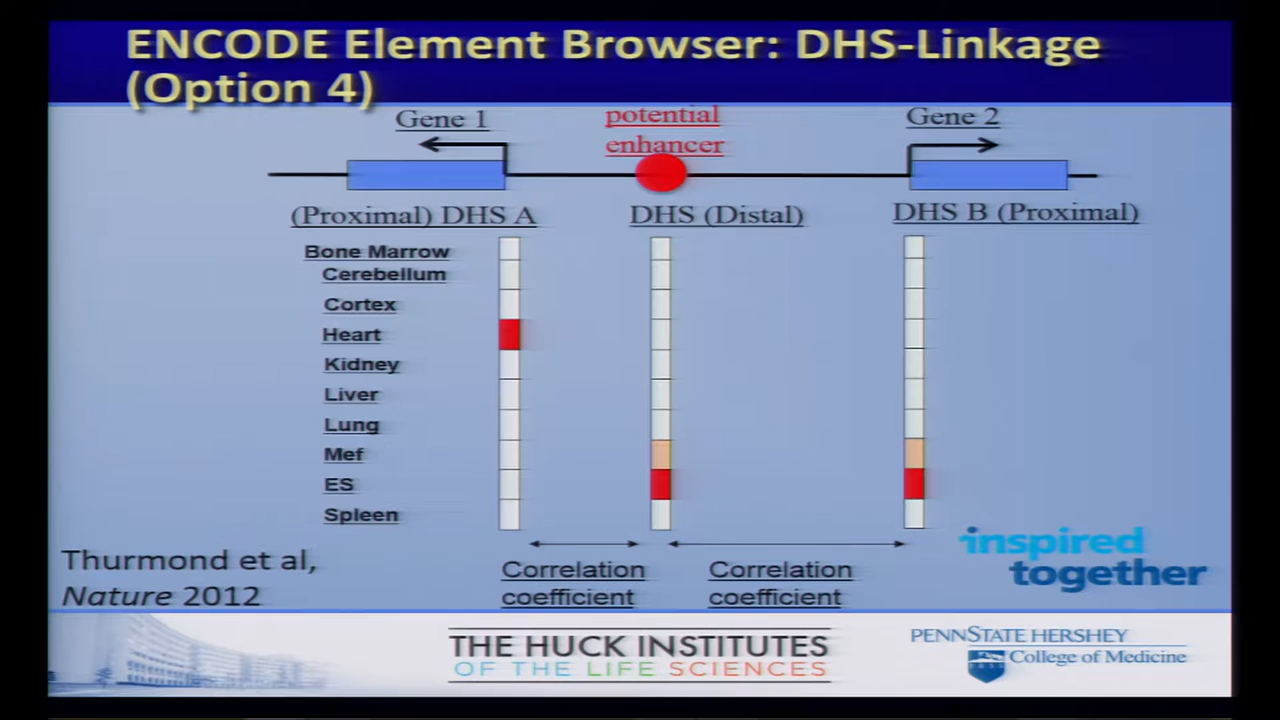 ENCODE Element Browser: DHS-Linkage
(Option 4)
Gene 1
potential
enhancer
Gene 2
(Proximal) DHS A
DHS (Distal)
DHS B (Proximal)
Bone Marrow
Cerebellum
Cortex
Heart
Kidney
Liver
Lung
Mef
ES
Spleen
Correlation
coefficient
Correlation
coefficient
Thurmond et al,
Nature 2012
inspired
together
THE HUCK INSTITUTES
OF THE LIFE SCIENCES
PENNSTATE HERSHEY
College of Medicine